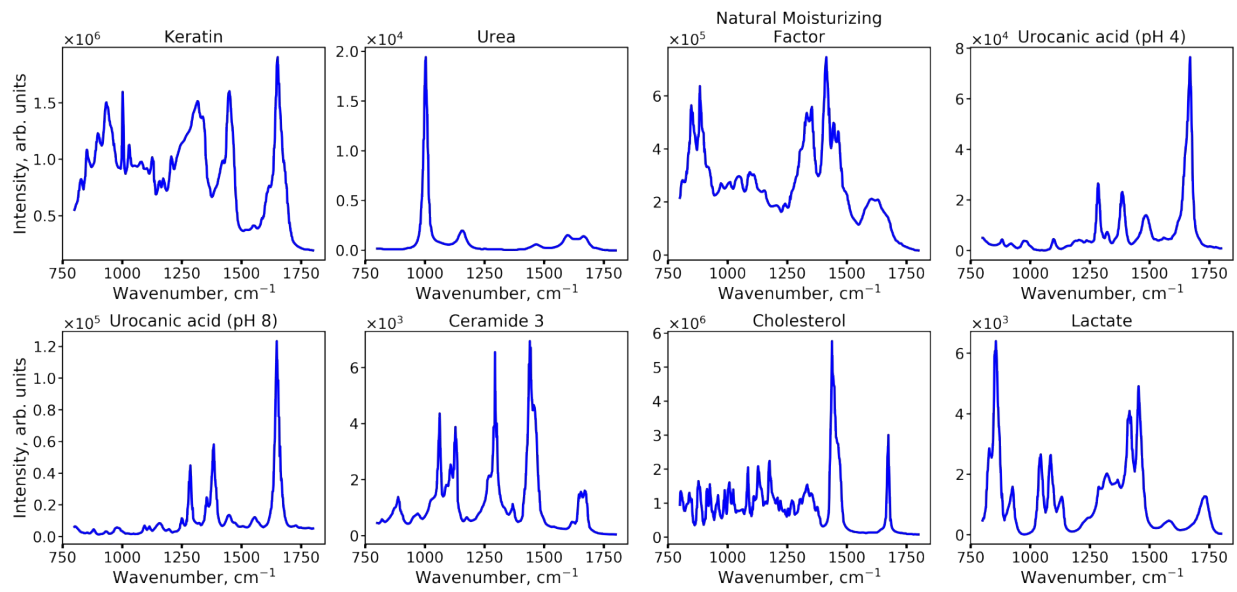 Keratin
×10⁶
Intensity, arb. units
1.5
1.0
0.5
750 1000 1250 1500 1750
Wavenumber, cm⁻¹
Urea
×10⁴
2.0
1.5
1.0
0.5
0.0
750 1000 1250 1500 1750
Wavenumber, cm⁻¹
Natural Moisturizing
Factor
×10⁵
6
4
2
0
750 1000 1250 1500 1750
Wavenumber, cm⁻¹
Urocanic acid (pH 4)
×10⁴
8
6
4
2
0
750 1000 1250 1500 1750
Wavenumber, cm⁻¹
Urocanic acid (pH 8)
×10⁵
Intensity, arb. units
1.2
1.0
0.8
0.6
0.4
0.2
0.0
750 1000 1250 1500 1750
Wavenumber, cm⁻¹
Ceramide 3
×10³
6
4
2
0
750 1000 1250 1500 1750
Wavenumber, cm⁻¹
Cholesterol
×10⁶
6
5
4
3
2
1
0
750 1000 1250 1500 1750
Wavenumber, cm⁻¹
Lactate
×10³
6
4
2
0
750 1000 1250 1500 1750
Wavenumber, cm⁻¹